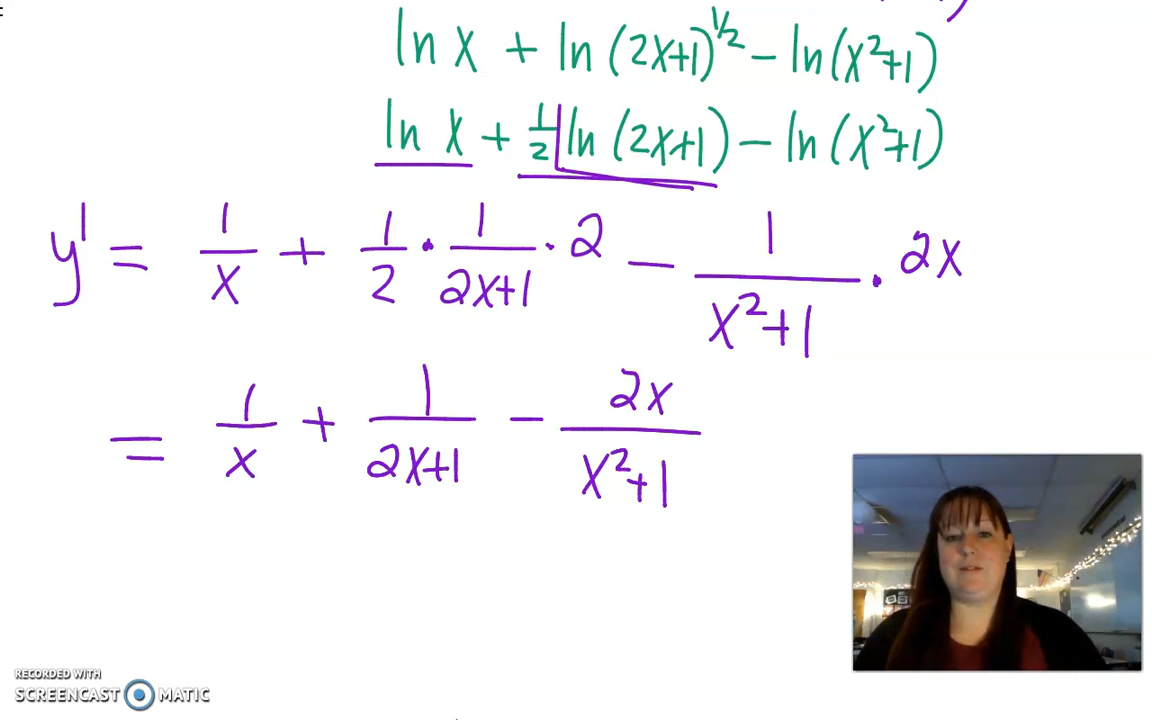 ln x + ln (2x+1)^1/2 − ln(x²+1)
ln x + 1/2 ln (2x+1) − ln (x²+1)
y' = 1/x + 1/2 · 1/(2x+1) · 2 − 1/(x²+1) · 2x
= 1/x + 1/(2x+1) − 2x/(x²+1)
RECORDED WITH
SCREENCAST MATIC